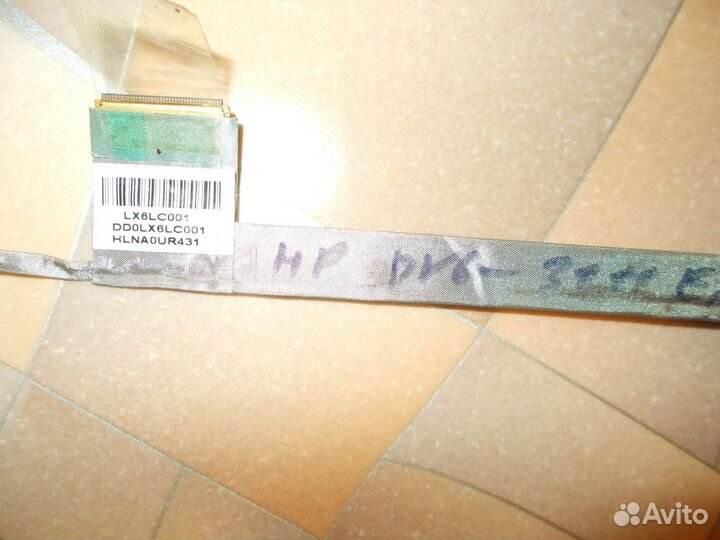 LX6LC001
DD0LX6LC001
HLNA0UR431
HP DV6-
Avito